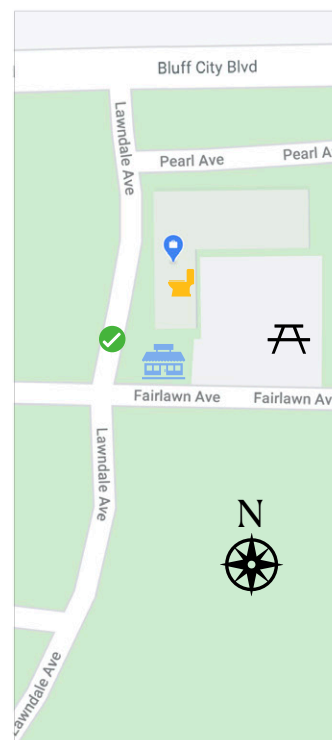 Bluff City Blvd
Lawndale Ave
Pearl Ave
Pearl A
Fairlawn Ave
Fairlawn Av
Lawndale Ave
N
Lawndale Ave